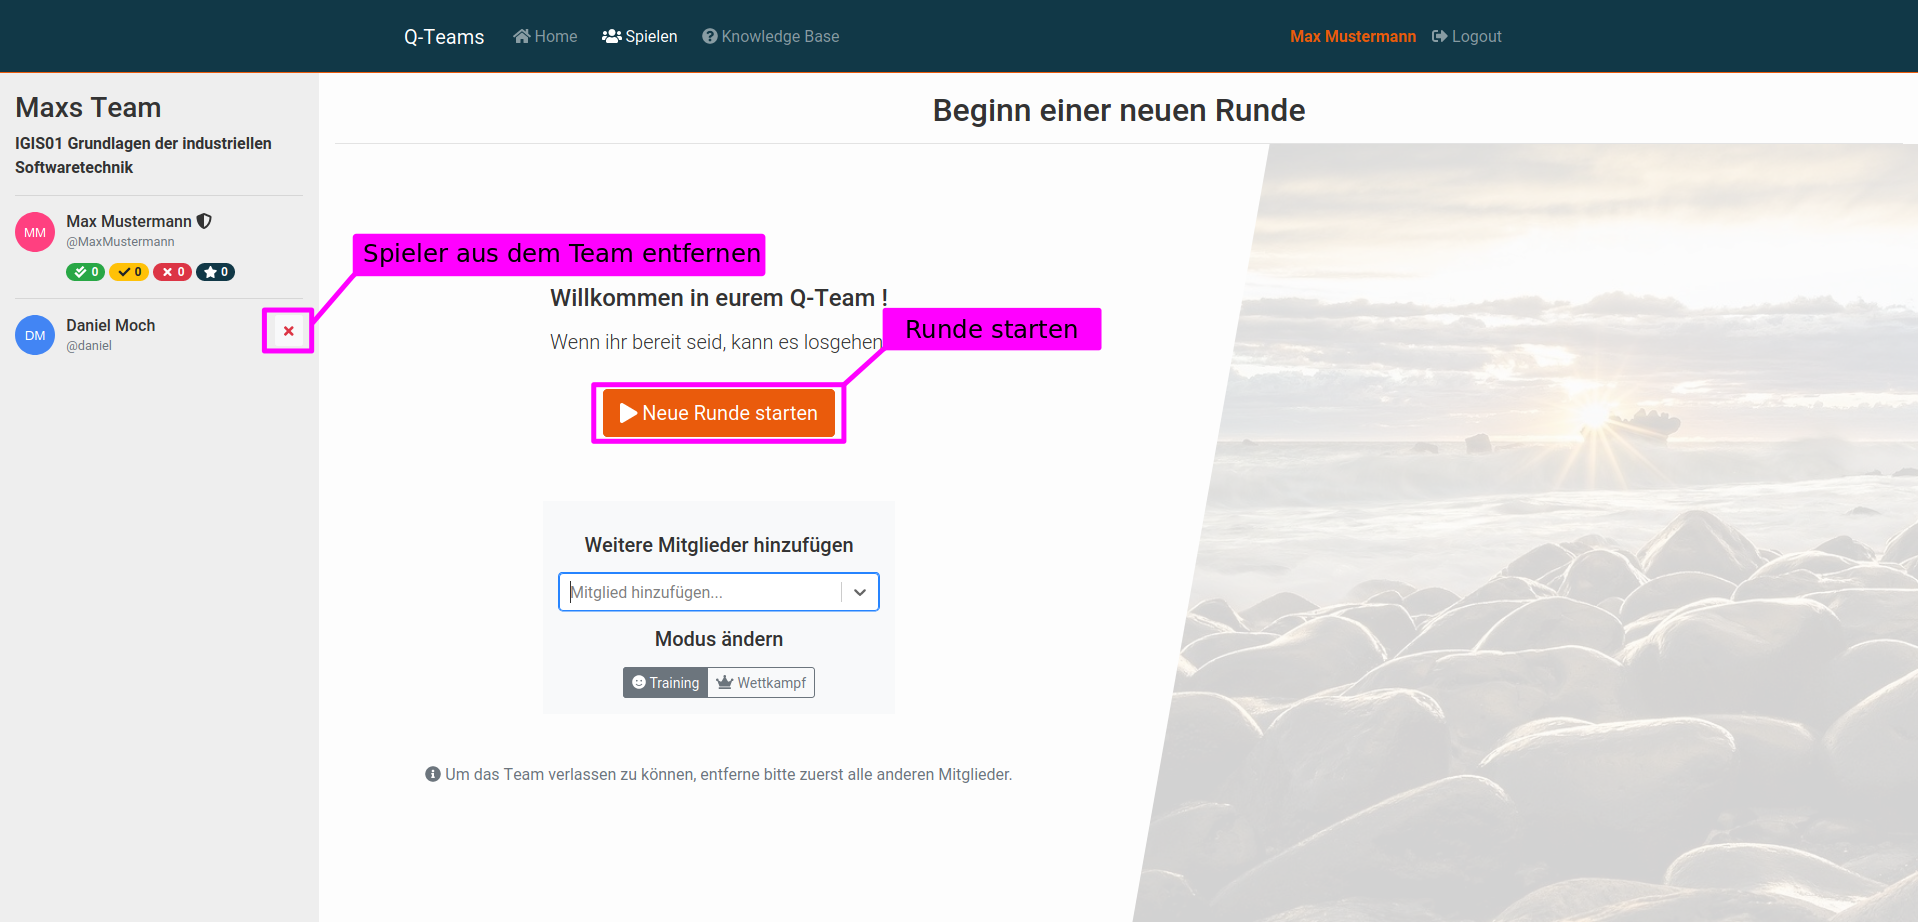 Q-Teams Home Spielen Knowledge Base Max Mustermann Logout
Maxs Team
IGIS01 Grundlagen der industriellen
Softwaretechnik
MM Max Mustermann
@MaxMustermann
0 0 0 0
DM Daniel Moch
@daniel
Beginn einer neuen Runde
Spieler aus dem Team entfernen
Willkommen in eurem Q-Team !
Runde starten
Wenn ihr bereit seid, kann es losgehen
Neue Runde starten
Weitere Mitglieder hinzufügen
Mitglied hinzufügen...
Modus ändern
Training Wettkampf
Um das Team verlassen zu können, entferne bitte zuerst alle anderen Mitglieder.